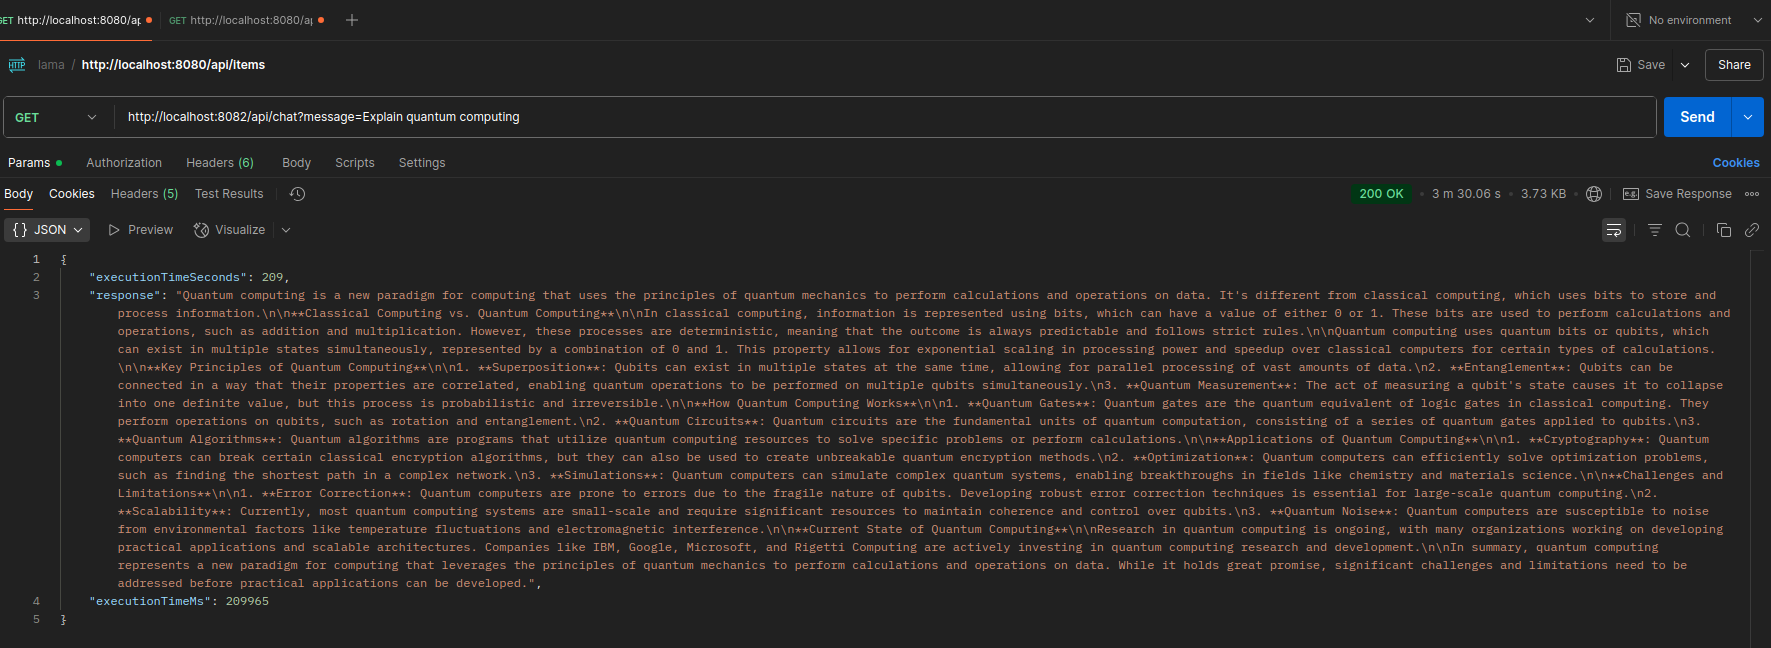 GET http://localhost:8080/ap
GET http://localhost:8080/ap
No environment
HTTP lama / http://localhost:8080/api/items
Save
Share
GET
http://localhost:8082/api/chat?message=Explain quantum computing
Send
Params
Authorization
Headers (6)
Body
Scripts
Settings
Cookies
Body
Cookies
Headers (5)
Test Results
200 OK
3 m 30.06 s
3.73 KB
e.g. Save Response
{} JSON
Preview
Visualize
1 {
2 "executionTimeSeconds": 209,
3 "response": "Quantum computing is a new paradigm for computing that uses the principles of quantum mechanics to perform calculations and operations on data. It's different from classical computing, which uses bits to store and
process information.\n\n**Classical Computing vs. Quantum Computing**\n\nIn classical computing, information is represented using bits, which can have a value of either 0 or 1. These bits are used to perform calculations and
operations, such as addition and multiplication. However, these processes are deterministic, meaning that the outcome is always predictable and follows strict rules.\n\nQuantum computing uses quantum bits or qubits, which
can exist in multiple states simultaneously, represented by a combination of 0 and 1. This property allows for exponential scaling in processing power and speedup over classical computers for certain types of calculations.
\n\n**Key Principles of Quantum Computing**\n\n1. **Superposition**: Qubits can exist in multiple states at the same time, allowing for parallel processing of vast amounts of data.\n2. **Entanglement**: Qubits can be
connected in a way that their properties are correlated, enabling quantum operations to be performed on multiple qubits simultaneously.\n3. **Quantum Measurement**: The act of measuring a qubit's state causes it to collapse
into one definite value, but this process is probabilistic and irreversible.\n\n**How Quantum Computing Works**\n\n1. **Quantum Gates**: Quantum gates are the quantum equivalent of logic gates in classical computing. They
perform operations on qubits, such as rotation and entanglement.\n2. **Quantum Circuits**: Quantum circuits are the fundamental units of quantum computation, consisting of a series of quantum gates applied to qubits.\n3.
**Quantum Algorithms**: Quantum algorithms are programs that utilize quantum computing resources to solve specific problems or perform calculations.\n\n**Applications of Quantum Computing**\n\n1. **Cryptography**: Quantum
computers can break certain classical encryption algorithms, but they can also be used to create unbreakable quantum encryption methods.\n2. **Optimization**: Quantum computers can efficiently solve optimization problems,
such as finding the shortest path in a complex network.\n3. **Simulations**: Quantum computers can simulate complex quantum systems, enabling breakthroughs in fields like chemistry and materials science.\n\n**Challenges and
Limitations**\n\n1. **Error Correction**: Quantum computers are prone to errors due to the fragile nature of qubits. Developing robust error correction techniques is essential for large-scale quantum computing.\n2.
**Scalability**: Currently, most quantum computing systems are small-scale and require significant resources to maintain coherence and control over qubits.\n3. **Quantum Noise**: Quantum computers are susceptible to noise
from environmental factors like temperature fluctuations and electromagnetic interference.\n\n**Current State of Quantum Computing**\n\nResearch in quantum computing is ongoing, with many organizations working on developing
practical applications and scalable architectures. Companies like IBM, Google, Microsoft, and Rigetti Computing are actively investing in quantum computing research and development.\n\nIn summary, quantum computing
represents a new paradigm for computing that leverages the principles of quantum mechanics to perform calculations and operations on data. While it holds great promise, significant challenges and limitations need to be
addressed before practical applications can be developed.",
4 "executionTimeMs": 209965
5 }